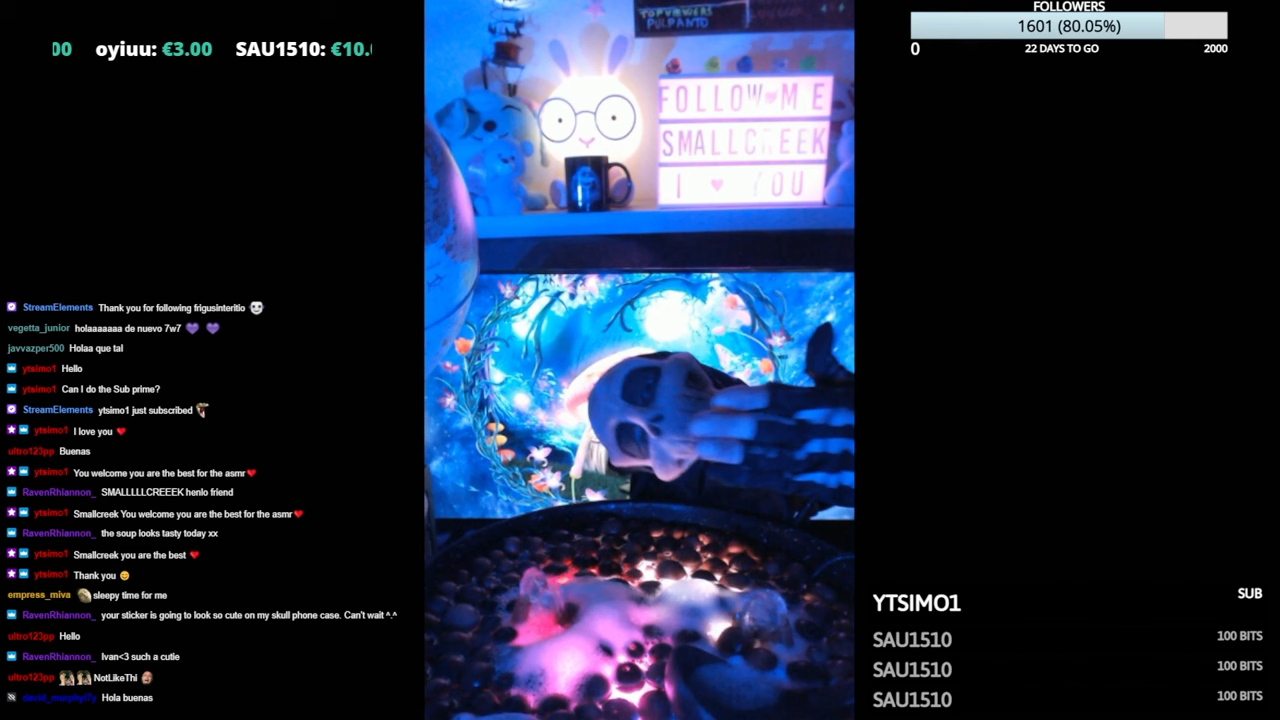 00 oyiuu: €3.00 SAU1510: €10.
TOPVIEWERS
PULPANTO
FOLLOW ME
SMALLCREEK
I ♥ YOU
FOLLOWERS
1601 (80.05%)
0 22 DAYS TO GO 2000
StreamElements Thank you for following frigusinteritio
vegetta_junior holaaaaaaa de nuevo 7w7 💜 💜
javvazper500 Holaa que tal
ytsimo1 Hello
ytsimo1 Can I do the Sub prime?
StreamElements ytsimo1 just subscribed
ytsimo1 I love you ❤
ultro123pp Buenas
ytsimo1 You welcome you are the best for the asmr❤
RavenRhiannon_ SMALLLLLCREEEK henlo friend
ytsimo1 Smallcreek You welcome you are the best for the asmr❤
RavenRhiannon_ the soup looks tasty today xx
ytsimo1 Smallcreek you are the best ❤
ytsimo1 Thank you 😊
empress_miva sleepy time for me
RavenRhiannon_ your sticker is going to look so cute on my skull phone case. Can't wait ^.^
ultro123pp Hello
RavenRhiannon_ Ivan<3 such a cutie
ultro123pp NotLikeThi
Hola buenas
YTSIMO1 SUB
SAU1510 100 BITS
SAU1510 100 BITS
SAU1510 100 BITS